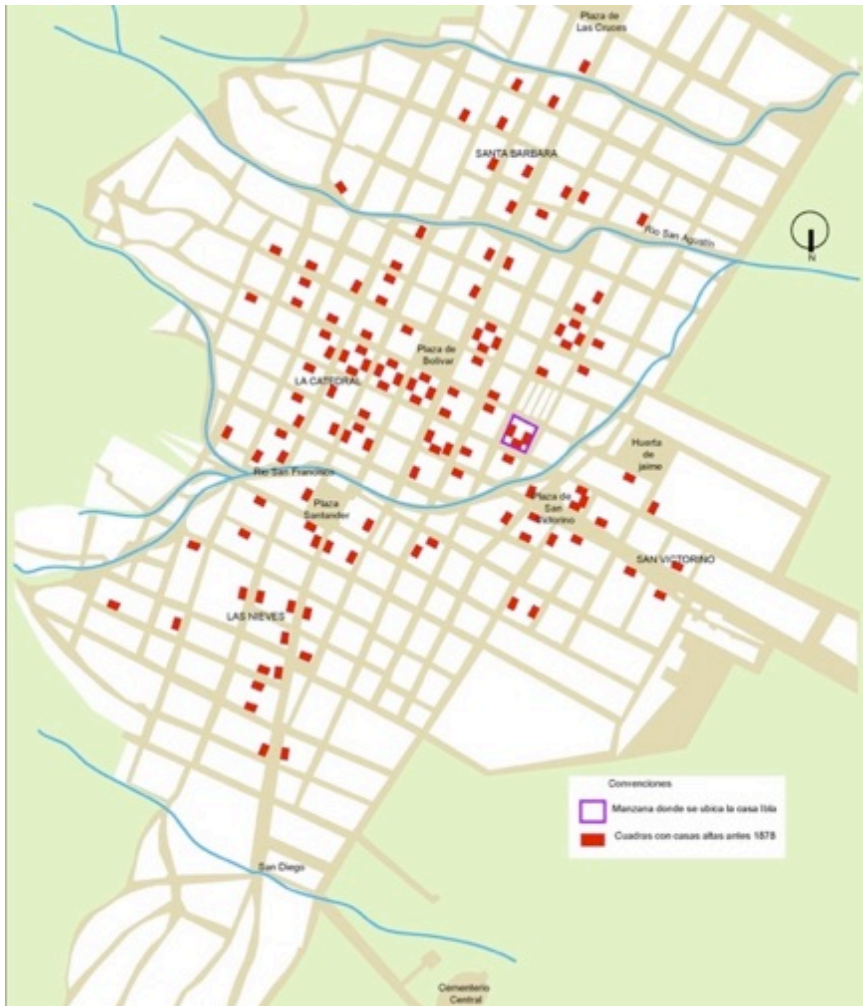 Plaza de
Las Cruces
SANTA BARBARA
Rio San Agustin
N
Plaza de
Bolivar
LA CATEDRAL
Huerta
de
jaime
Rio San Francisco
Plaza
Santander
Plaza de
San
Victorino
SAN VICTORINO
LAS NIEVES
Convenciones
Manzana donde se ubica la casa Ibla
Cuadras con casas altas antes 1878
San Diego
Cementerio
Central